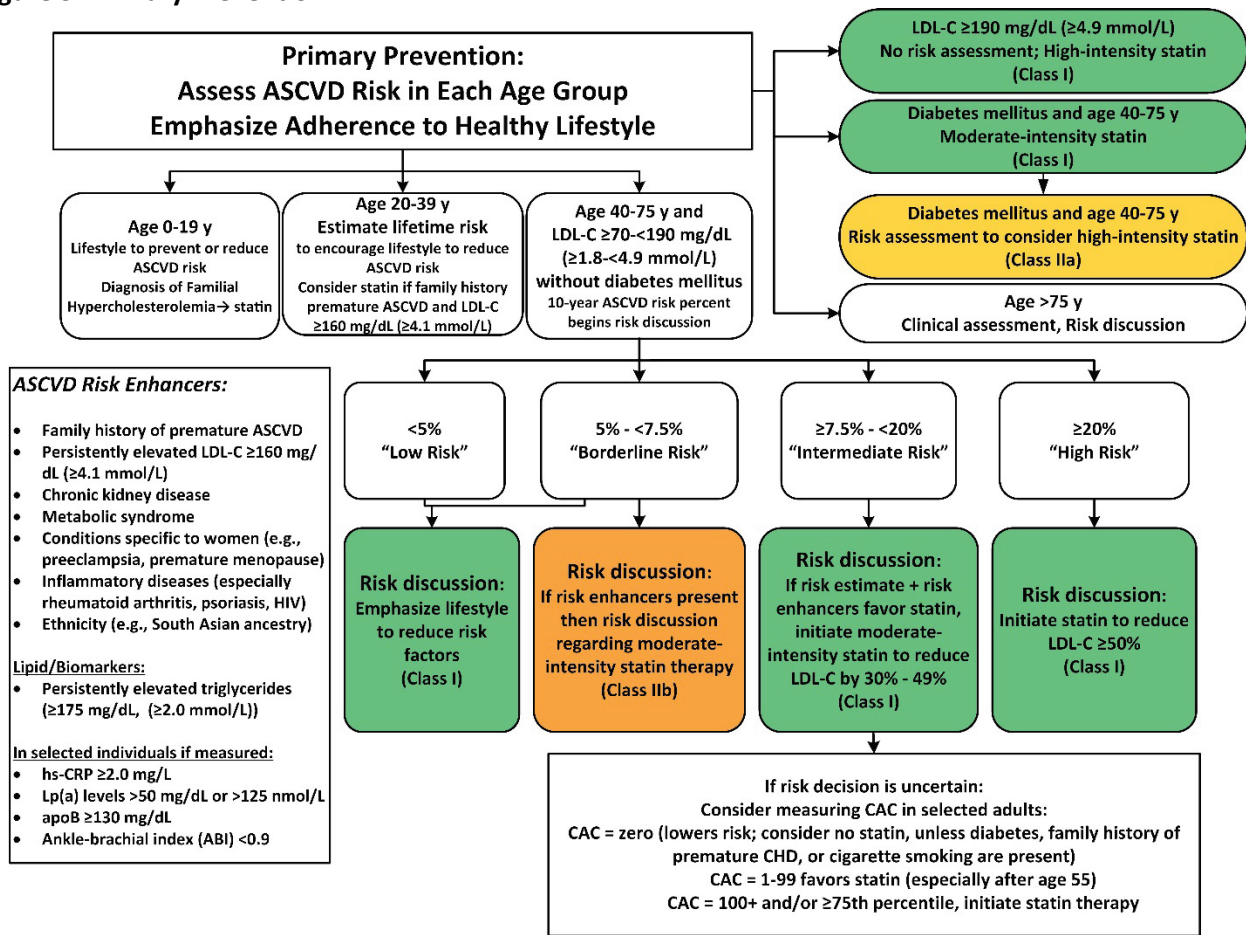 Primary Prevention:
Assess ASCVD Risk in Each Age Group
Emphasize Adherence to Healthy Lifestyle
LDL-C ≥190 mg/dL (≥4.9 mmol/L)
No risk assessment; High-intensity statin
(Class I)
Diabetes mellitus and age 40-75 y
Moderate-intensity statin
(Class I)
Diabetes mellitus and age 40-75 y
Risk assessment to consider high-intensity statin
(Class IIa)
Age >75 y
Clinical assessment, Risk discussion
Age 0-19 y
Lifestyle to prevent or reduce
ASCVD risk
Diagnosis of Familial
Hypercholesterolemia→ statin
Age 20-39 y
Estimate lifetime risk
to encourage lifestyle to reduce
ASCVD risk
Consider statin if family history
premature ASCVD and LDL-C
≥160 mg/dL (≥4.1 mmol/L)
Age 40-75 y and
LDL-C ≥70-<190 mg/dL
(≥1.8-<4.9 mmol/L)
without diabetes mellitus
10-year ASCVD risk percent
begins risk discussion
ASCVD Risk Enhancers:
• Family history of premature ASCVD
• Persistently elevated LDL-C ≥160 mg/
dL (≥4.1 mmol/L)
• Chronic kidney disease
• Metabolic syndrome
• Conditions specific to women (e.g.,
preeclampsia, premature menopause)
• Inflammatory diseases (especially
rheumatoid arthritis, psoriasis, HIV)
• Ethnicity (e.g., South Asian ancestry)
Lipid/Biomarkers:
• Persistently elevated triglycerides
(≥175 mg/dL, (≥2.0 mmol/L))
In selected individuals if measured:
• hs-CRP ≥2.0 mg/L
• Lp(a) levels >50 mg/dL or >125 nmol/L
• apoB ≥130 mg/dL
• Ankle-brachial index (ABI) <0.9
<5%
“Low Risk”
5% - <7.5%
“Borderline Risk”
≥7.5% - <20%
“Intermediate Risk”
≥20%
“High Risk”
Risk discussion:
Emphasize lifestyle
to reduce risk
factors
(Class I)
Risk discussion:
If risk enhancers present
then risk discussion
regarding moderate-
intensity statin therapy
(Class IIb)
Risk discussion:
If risk estimate + risk
enhancers favor statin,
initiate moderate-
intensity statin to reduce
LDL-C by 30% - 49%
(Class I)
Risk discussion:
Initiate statin to reduce
LDL-C ≥50%
(Class I)
If risk decision is uncertain:
Consider measuring CAC in selected adults:
CAC = zero (lowers risk; consider no statin, unless diabetes, family history of
premature CHD, or cigarette smoking are present)
CAC = 1-99 favors statin (especially after age 55)
CAC = 100+ and/or ≥75th percentile, initiate statin therapy